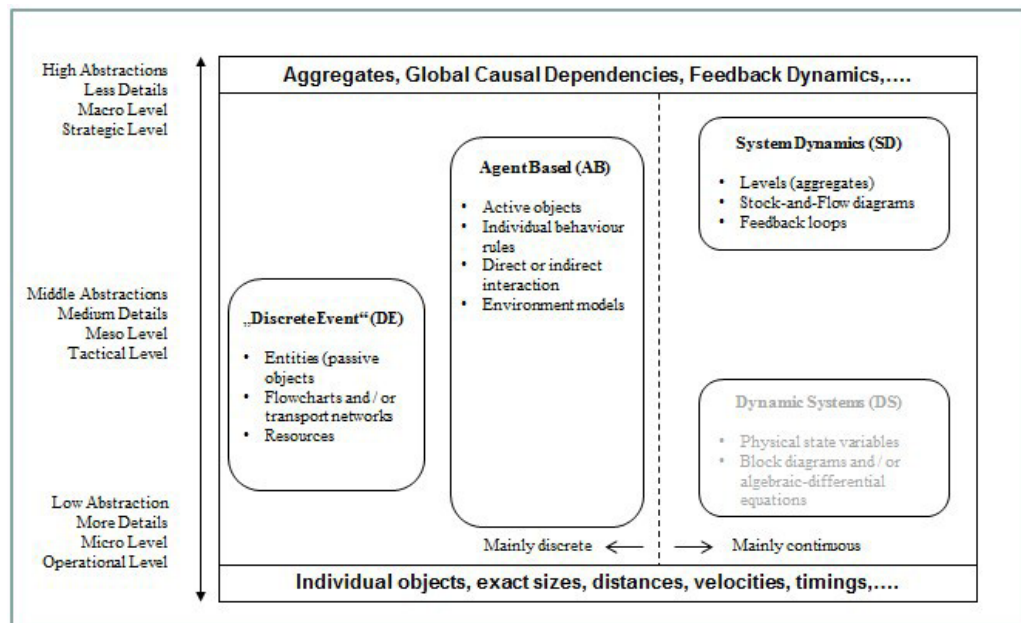 High Abstractions
Less Details
Macro Level
Strategic Level
Aggregates, Global Causal Dependencies, Feedback Dynamics,....
Agent Based (AB)
• Active objects
• Individual behaviour
rules
• Direct or indirect
interaction
• Environment models
System Dynamics (SD)
• Levels (aggregates)
• Stock-and-Flow diagrams
• Feedback loops
Middle Abstractions
Medium Details
Meso Level
Tactical Level
„Discrete Event“ (DE)
• Entities (passive
objects
• Flowcharts and / or
transport networks
• Resources
Dynamic Systems (DS)
• Physical state variables
• Block diagrams and / or
algebraic-differential
equations
Low Abstraction
More Details
Micro Level
Operational Level
Mainly discrete
Mainly continuous
Individual objects, exact sizes, distances, velocities, timings,....